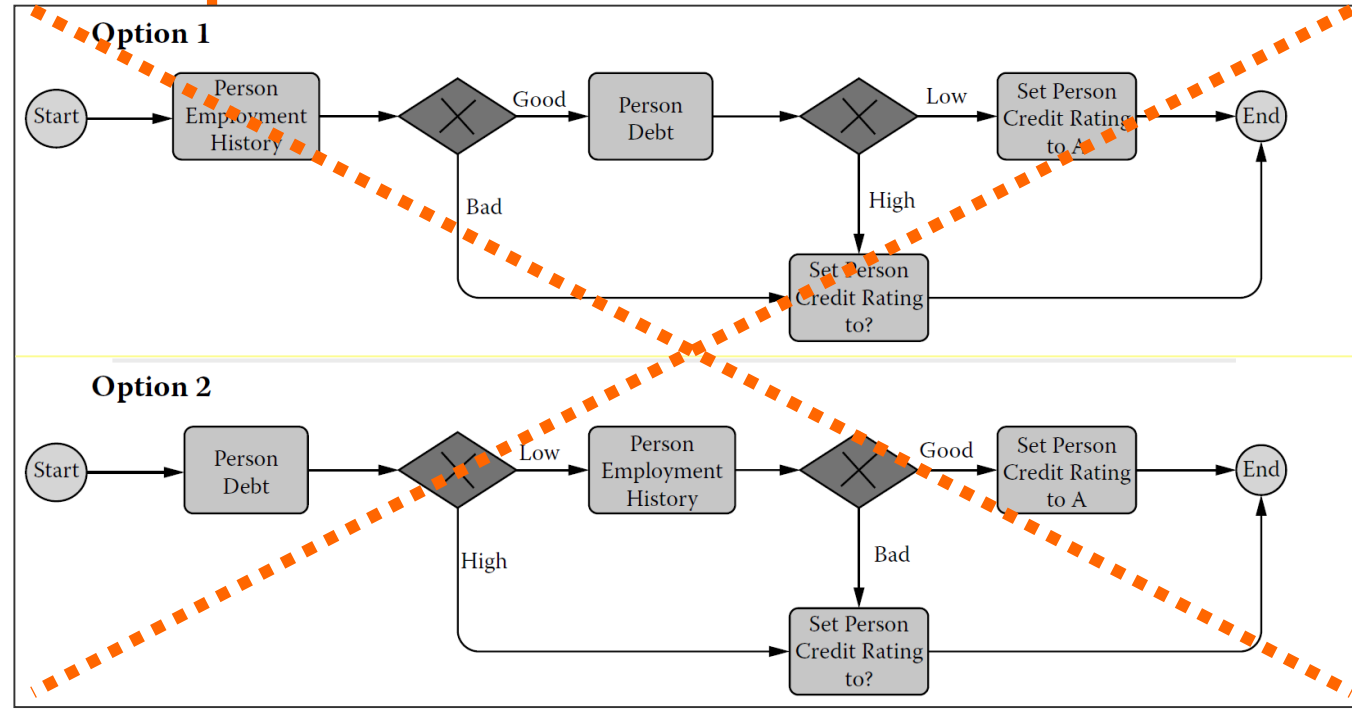 Option 1
Start
Person
Employment
History
Good
Person
Debt
Low
Set Person
Credit Rating
to A
End
Bad
High
Set Person
Credit Rating
to?
Option 2
Start
Person
Debt
Low
Person
Employment
History
Good
Set Person
Credit Rating
to A
End
High
Bad
Set Person
Credit Rating
to?